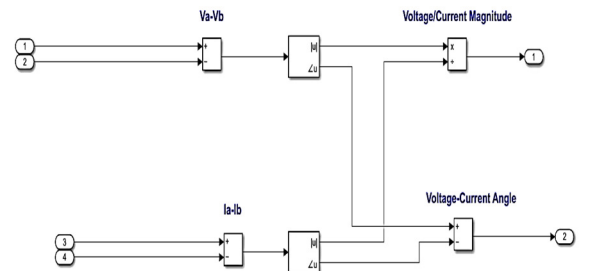 Va-Vb
Voltage/Current Magnitude
1
2
+
−
|u|
∠u
x
÷
1
Ia-Ib
Voltage-Current Angle
3
4
+
−
|u|
∠u
+
−
2